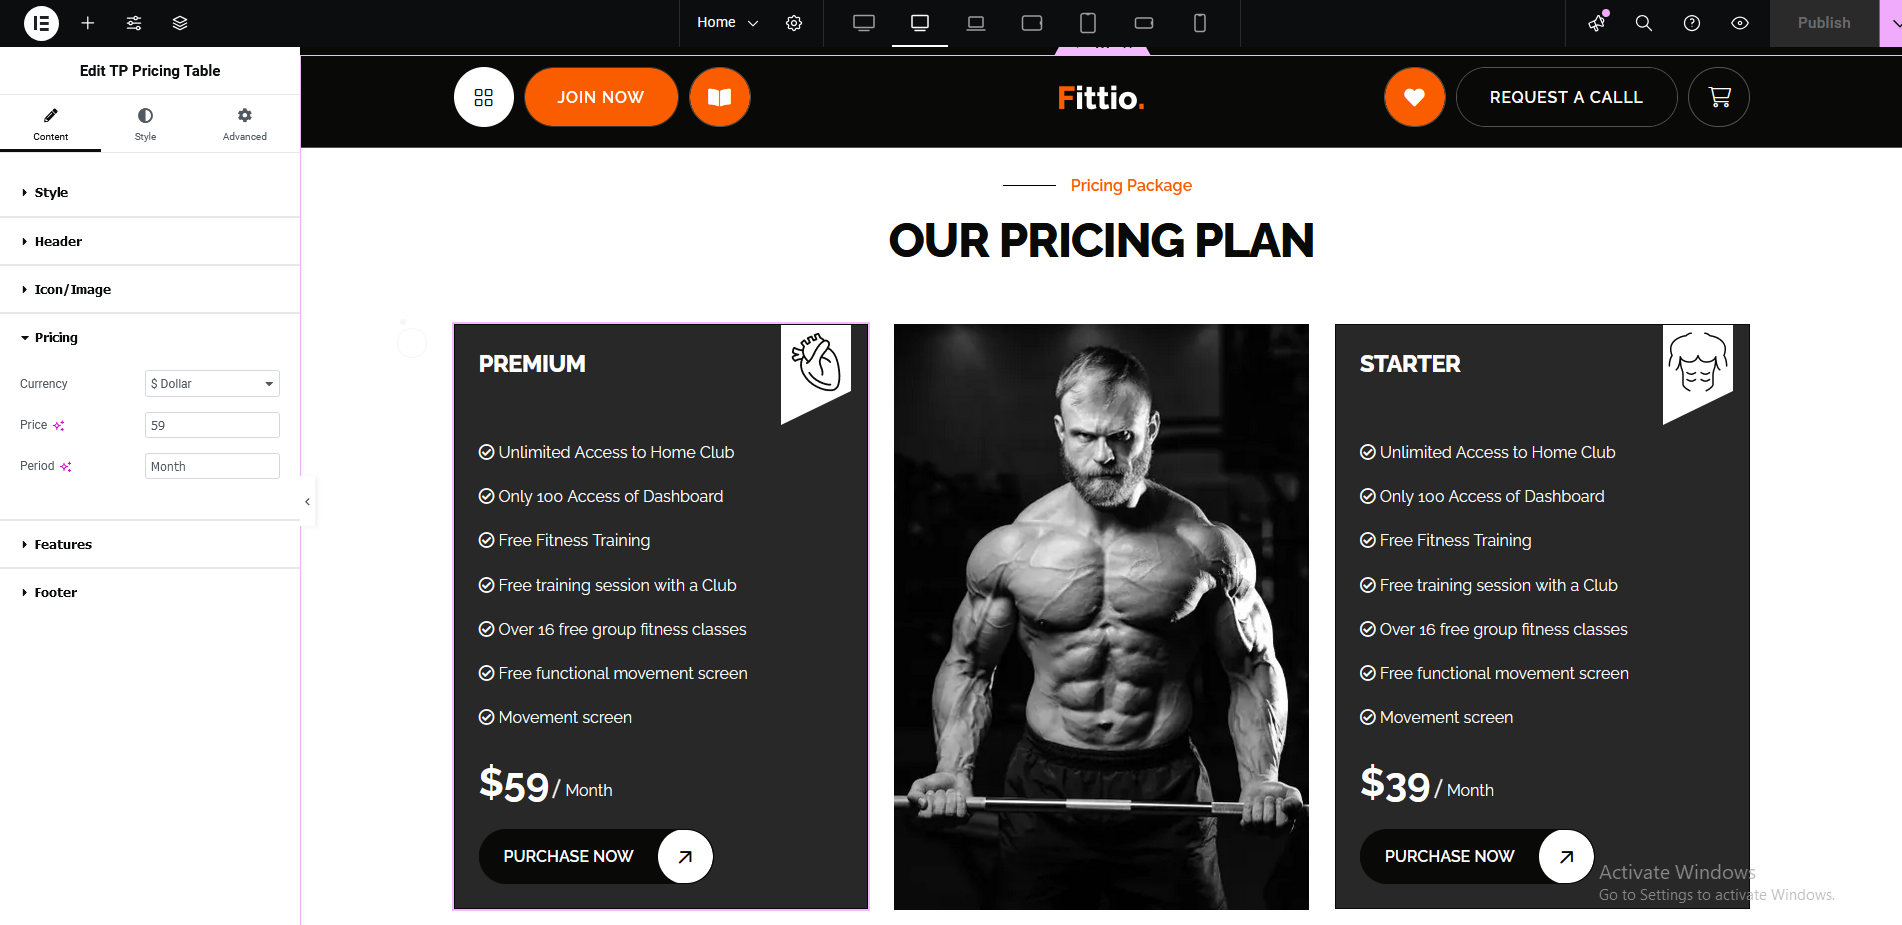 Home
Publish
Edit TP Pricing Table
Content
Style
Advanced
Style
Header
Icon/Image
Pricing
Currency
$ Dollar
Price
59
Period
Month
Features
Footer
JOIN NOW
Fittio.
REQUEST A CALLL
Pricing Package
OUR PRICING PLAN
PREMIUM
Unlimited Access to Home Club
Only 100 Access of Dashboard
Free Fitness Training
Free training session with a Club
Over 16 free group fitness classes
Free functional movement screen
Movement screen
$59/ Month
PURCHASE NOW
STARTER
Unlimited Access to Home Club
Only 100 Access of Dashboard
Free Fitness Training
Free training session with a Club
Over 16 free group fitness classes
Free functional movement screen
Movement screen
$39/ Month
PURCHASE NOW
Activate Windows
Go to Settings to activate Windows.